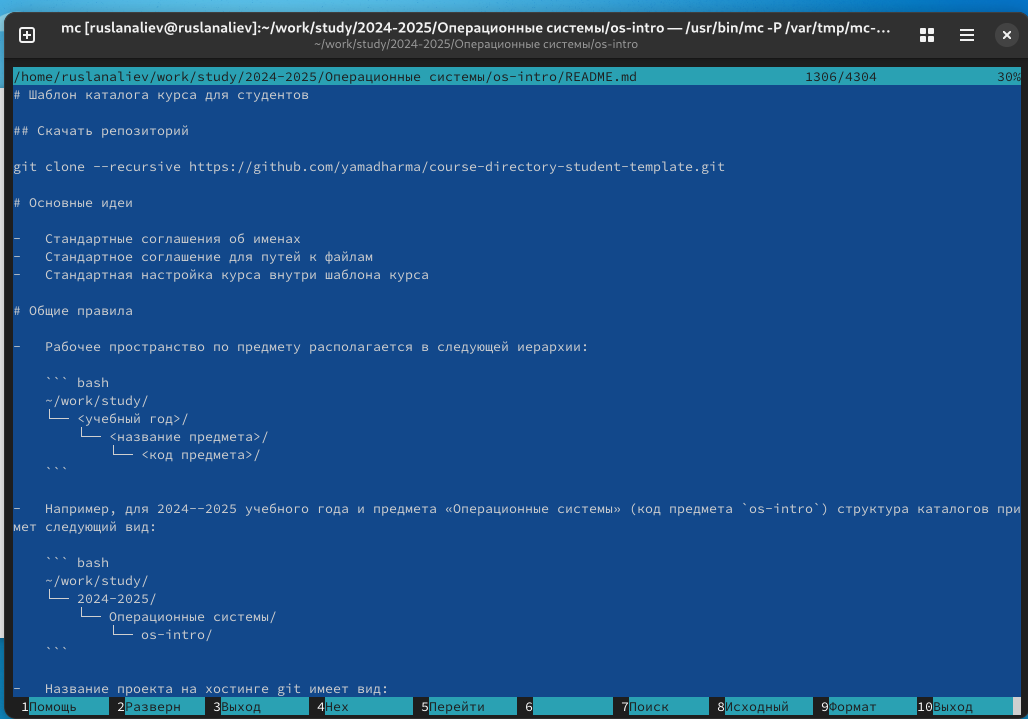 mc [ruslanaliev@ruslanaliev]:~/work/study/2024-2025/Операционные системы/os-intro — /usr/bin/mc -P /var/tmp/mc-…
~/work/study/2024-2025/Операционные системы/os-intro
/home/ruslanaliev/work/study/2024-2025/Операционные системы/os-intro/README.md 1306/4304 30%
# Шаблон каталога курса для студентов
## Скачать репозиторий
git clone --recursive https://github.com/yamadharma/course-directory-student-template.git
# Основные идеи
-   Стандартные соглашения об именах
-   Стандартное соглашение для путей к файлам
-   Стандартная настройка курса внутри шаблона курса
# Общие правила
-   Рабочее пространство по предмету располагается в следующей иерархии:
    ``` bash
    ~/work/study/
    └── <учебный год>/
        └── <название предмета>/
            └── <код предмета>/
    ```
-   Например, для 2024--2025 учебного года и предмета «Операционные системы» (код предмета `os-intro`) структура каталогов при
мет следующий вид:
    ``` bash
    ~/work/study/
    └── 2024-2025/
        └── Операционные системы/
            └── os-intro/
    ```
-   Название проекта на хостинге git имеет вид:
1Помощь 2Разверн 3Выход 4Hex 5Перейти 6 7Поиск 8Исходный 9Формат 10Выход